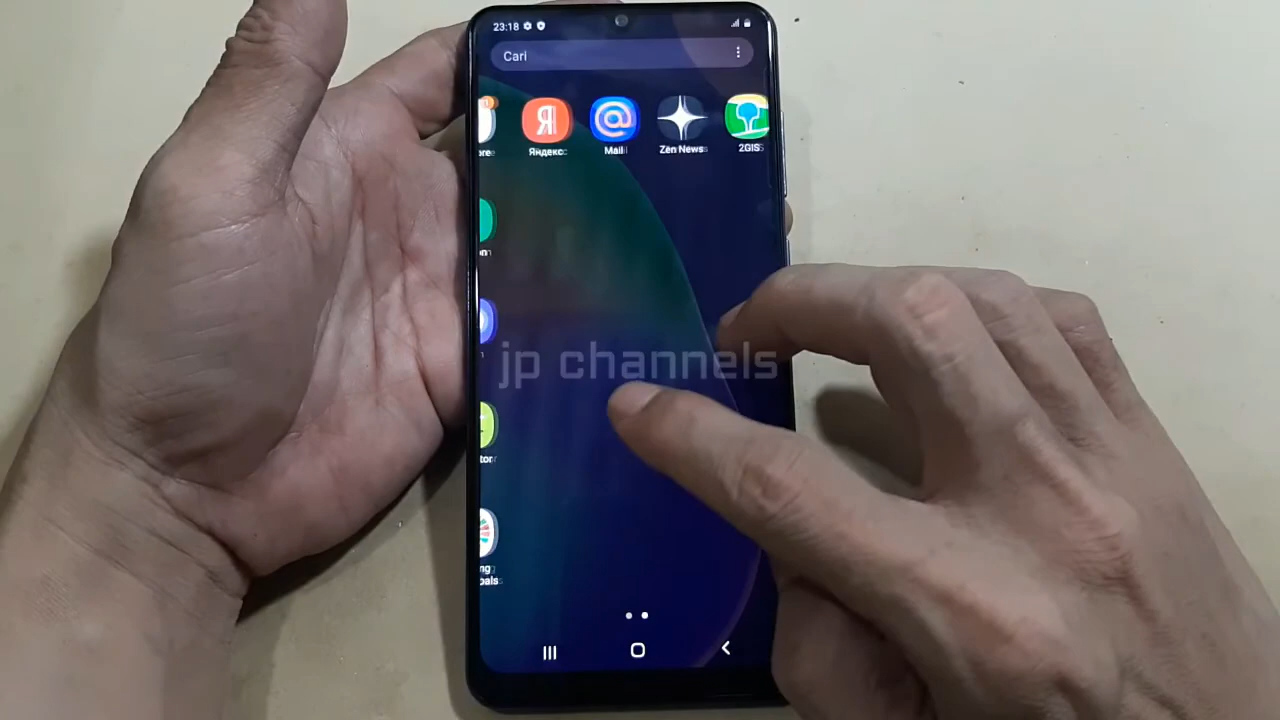 23:18
Cari
Яндекс
Mail
Zen News
2GIS
jp channels